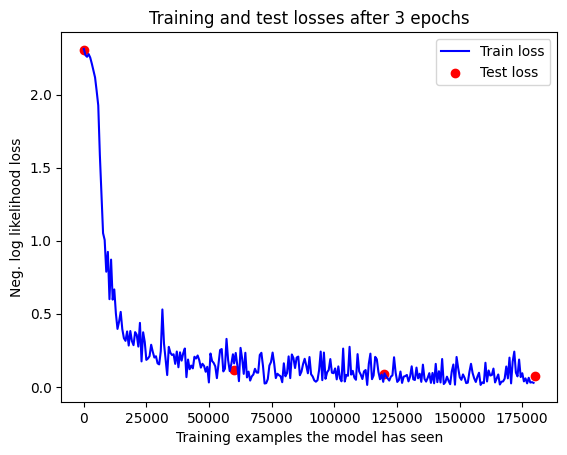 Training and test losses after 3 epochs
Train loss
Test loss
Neg. log likelihood loss
2.0
1.5
1.0
0.5
0.0
0 25000 50000 75000 100000 125000 150000 175000
Training examples the model has seen